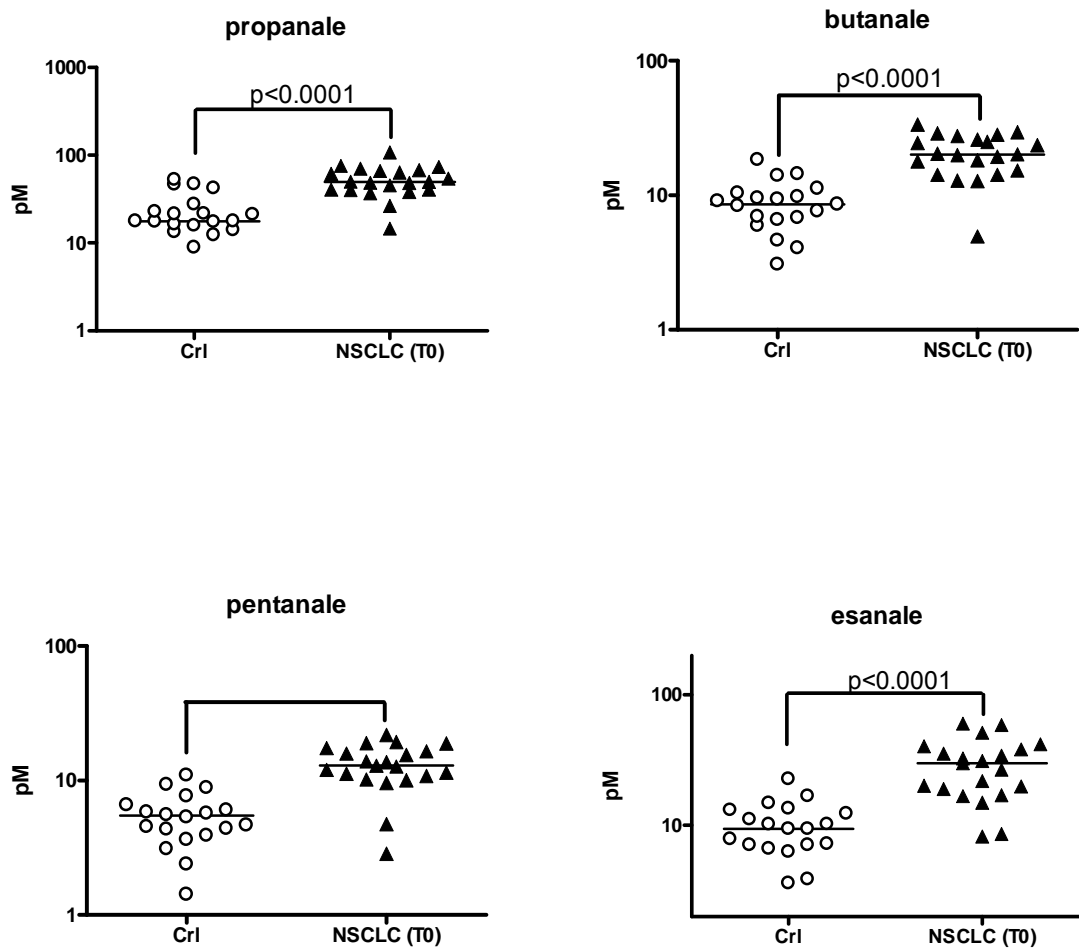 propanale
1000
p<0.0001
100
pM
10
1
Crl
NSCLC (T0)
butanale
100
p<0.0001
pM
10
1
Crl
NSCLC (T0)
pentanale
100
pM
10
1
Crl
NSCLC (T0)
esanale
100
p<0.0001
pM
10
Crl
NSCLC (T0)